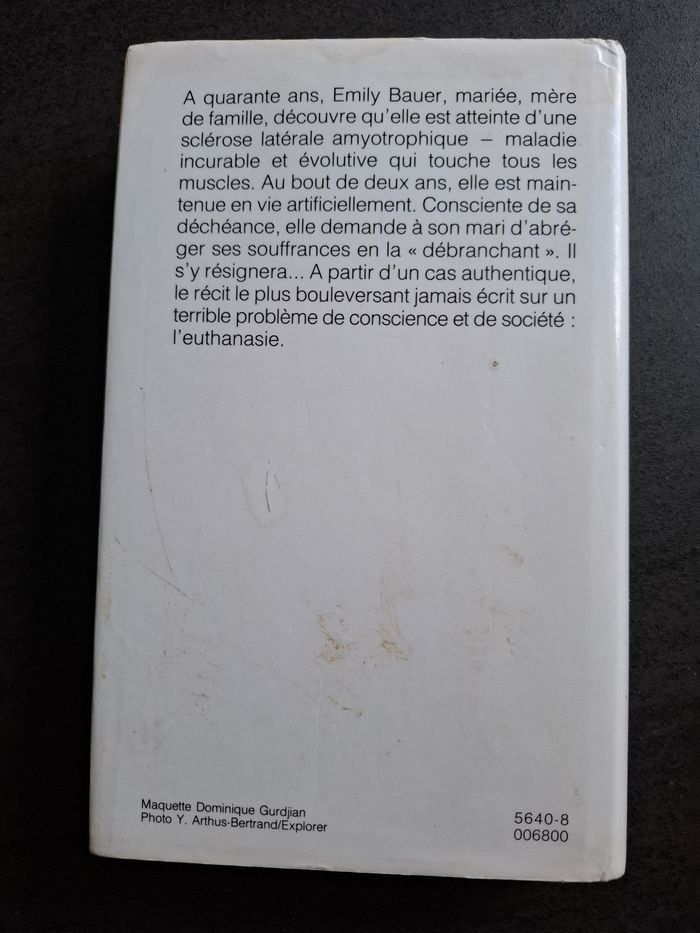 A quarante ans, Emily Bauer, mariée, mère
de famille, découvre qu'elle est atteinte d'une
sclérose latérale amyotrophique – maladie
incurable et évolutive qui touche tous les
muscles. Au bout de deux ans, elle est main-
tenue en vie artificiellement. Consciente de sa
déchéance, elle demande à son mari d'abré-
ger ses souffrances en la « débranchant ». Il
s'y résignera... A partir d'un cas authentique,
le récit le plus bouleversant jamais écrit sur un
terrible problème de conscience et de société :
l'euthanasie.
Maquette Dominique Gurdjian
Photo Y. Arthus-Bertrand/Explorer
5640-8
006800